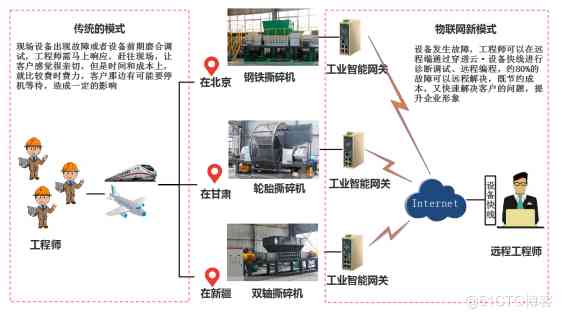 传统的模式
现场设备出现故障或者设备前期磨合调
试，工程师需马上响应，赶往现场，让
客户感觉很亲切，但是时间和成本上，
就比较费时费力，客户那边有可能要停
机等待，造成一定的影响
工程师
在北京
钢铁撕碎机
工业智能网关
在甘肃
轮胎撕碎机
工业智能网关
在新疆
双轴撕碎机
工业智能网关
物联网新模式
设备发生故障，工程师可以在远
程端通过穿透云·设备快线进行
诊断调试、远程编程，约80%的
故障可以远程解决，既节约成
本，又快速解决客户的问题，提
升企业形象
Internet
设备快线
远程工程师
@51CTO博客